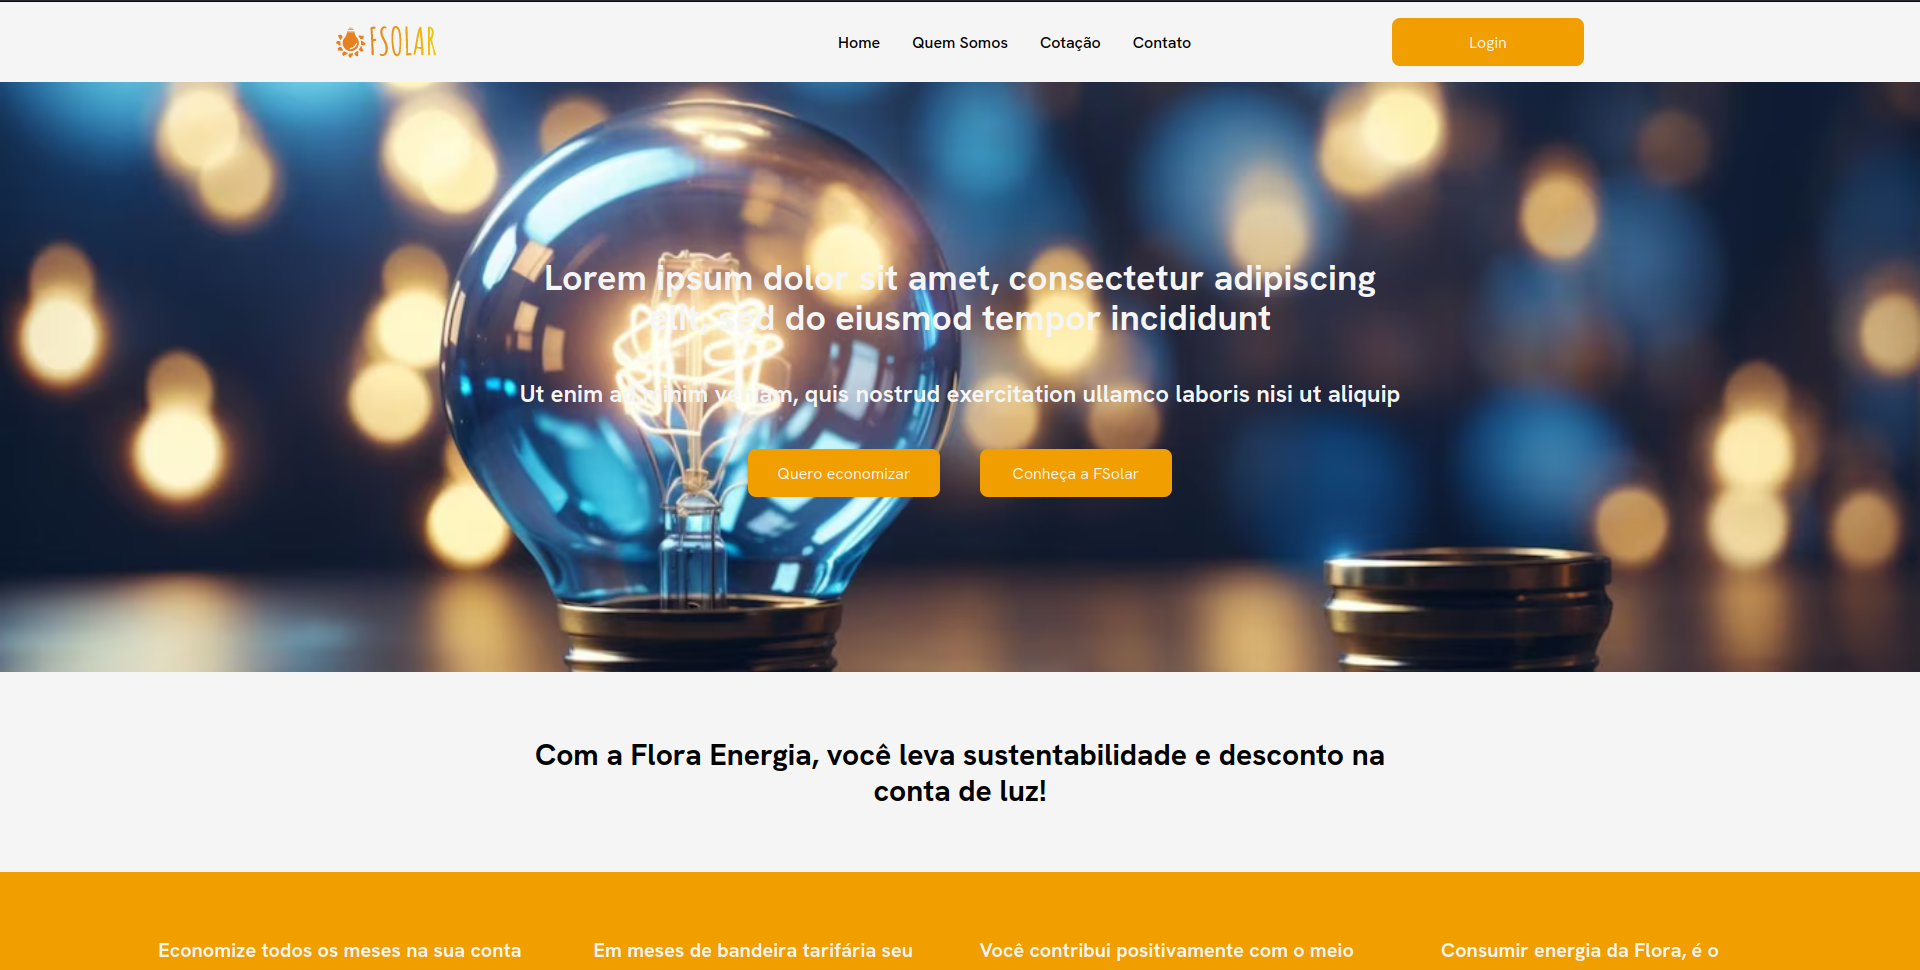 FSOLAR
Home
Quem Somos
Cotação
Contato
Login
Lorem ipsum dolor sit amet, consectetur adipiscing
elit, sed do eiusmod tempor incididunt
Ut enim ad minim veniam, quis nostrud exercitation ullamco laboris nisi ut aliquip
Quero economizar
Conheça a FSolar
Com a Flora Energia, você leva sustentabilidade e desconto na
conta de luz!
Economize todos os meses na sua conta
Em meses de bandeira tarifária seu
Você contribui positivamente com o meio
Consumir energia da Flora, é o